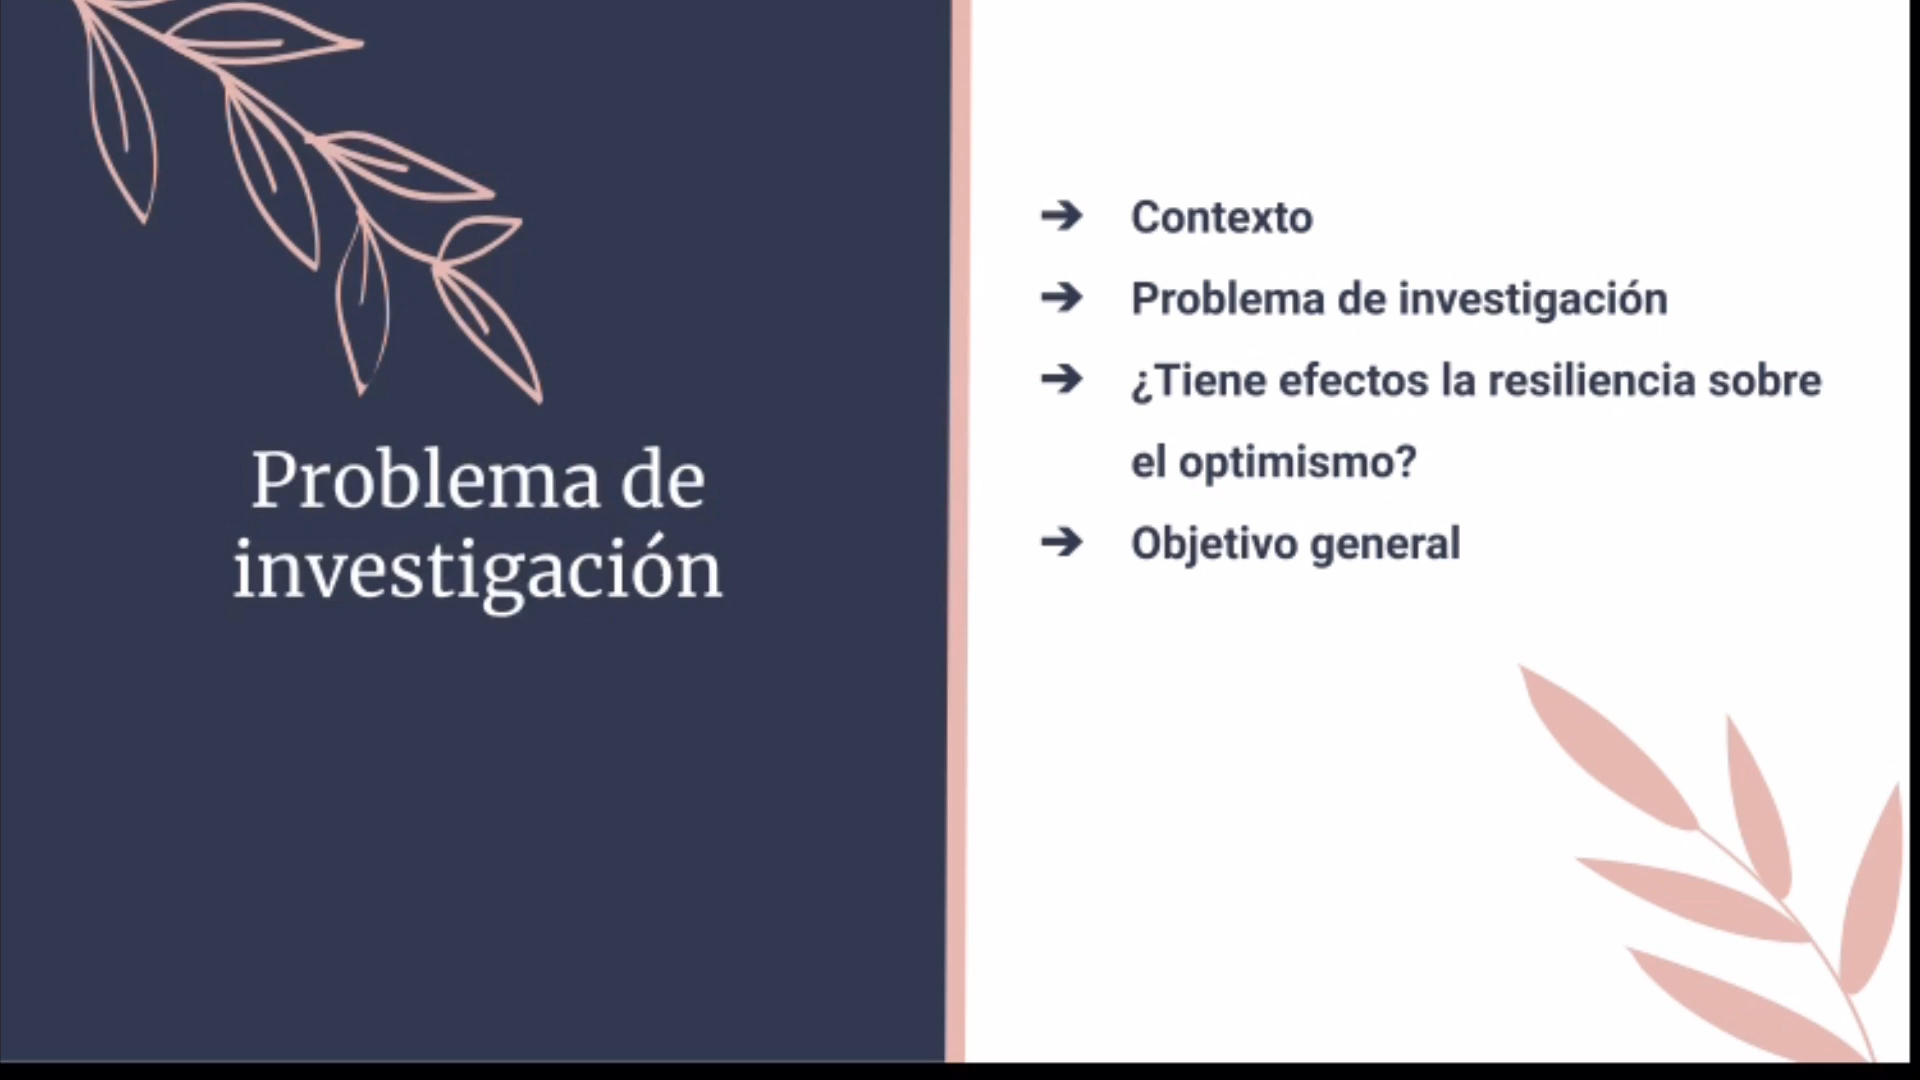 Problema de
investigación
➔ Contexto
➔ Problema de investigación
➔ ¿Tiene efectos la resiliencia sobre
el optimismo?
➔ Objetivo general